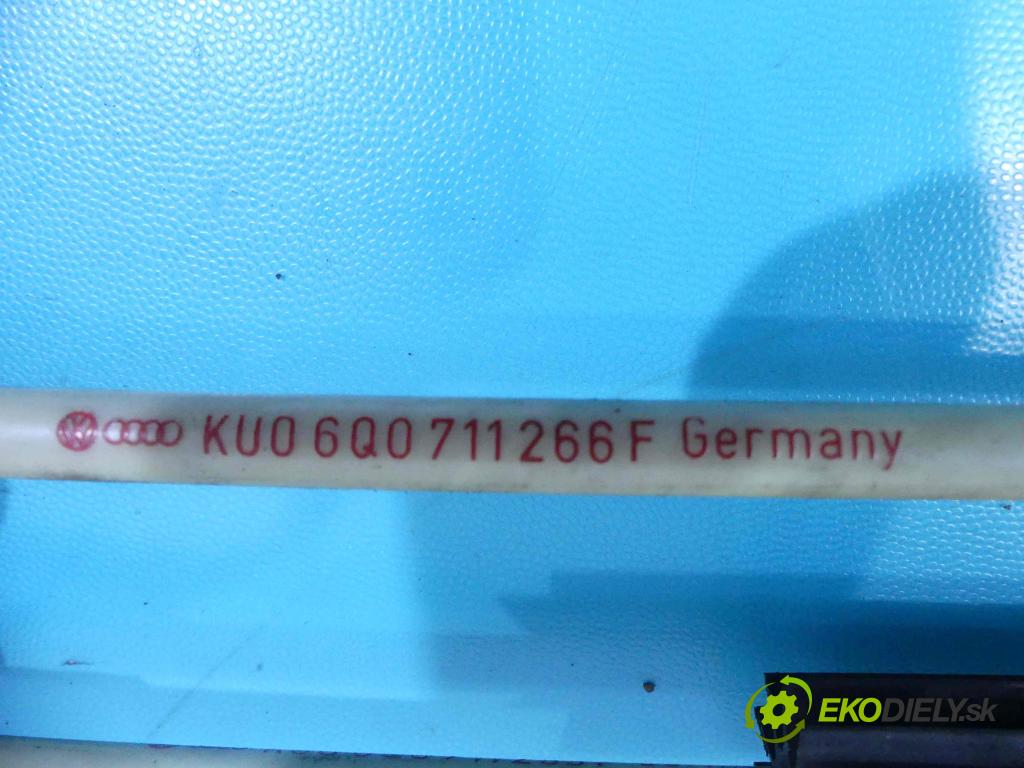 KU0 6Q0 711 266 F Germany
EKODIELY.sk